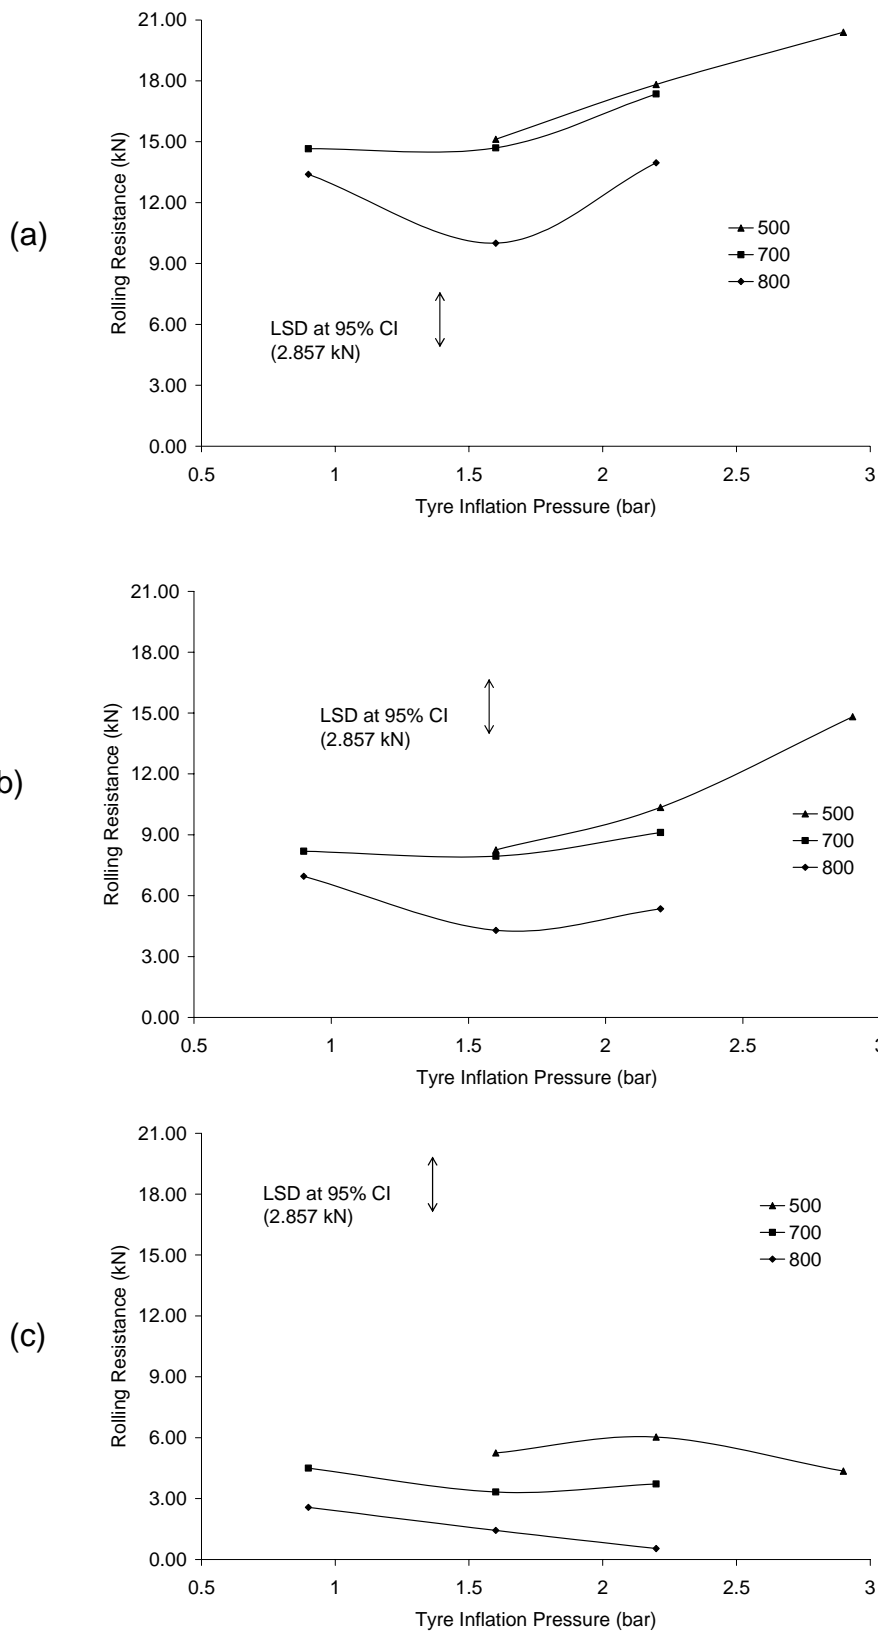 21.00
18.00
15.00
12.00
9.00
6.00
3.00
0.00
Rolling Resistance (kN)
(a)
500
700
800
LSD at 95% CI
(2.857 kN)
0.5 1 1.5 2 2.5 3
Tyre Inflation Pressure (bar)
21.00
18.00
15.00
12.00
9.00
6.00
3.00
0.00
Rolling Resistance (kN)
b)
LSD at 95% CI
(2.857 kN)
500
700
800
0.5 1 1.5 2 2.5
Tyre Inflation Pressure (bar)
21.00
18.00
15.00
12.00
9.00
6.00
3.00
0.00
Rolling Resistance (kN)
(c)
LSD at 95% CI
(2.857 kN)
500
700
800
0.5 1 1.5 2 2.5 3
Tyre Inflation Pressure (bar)